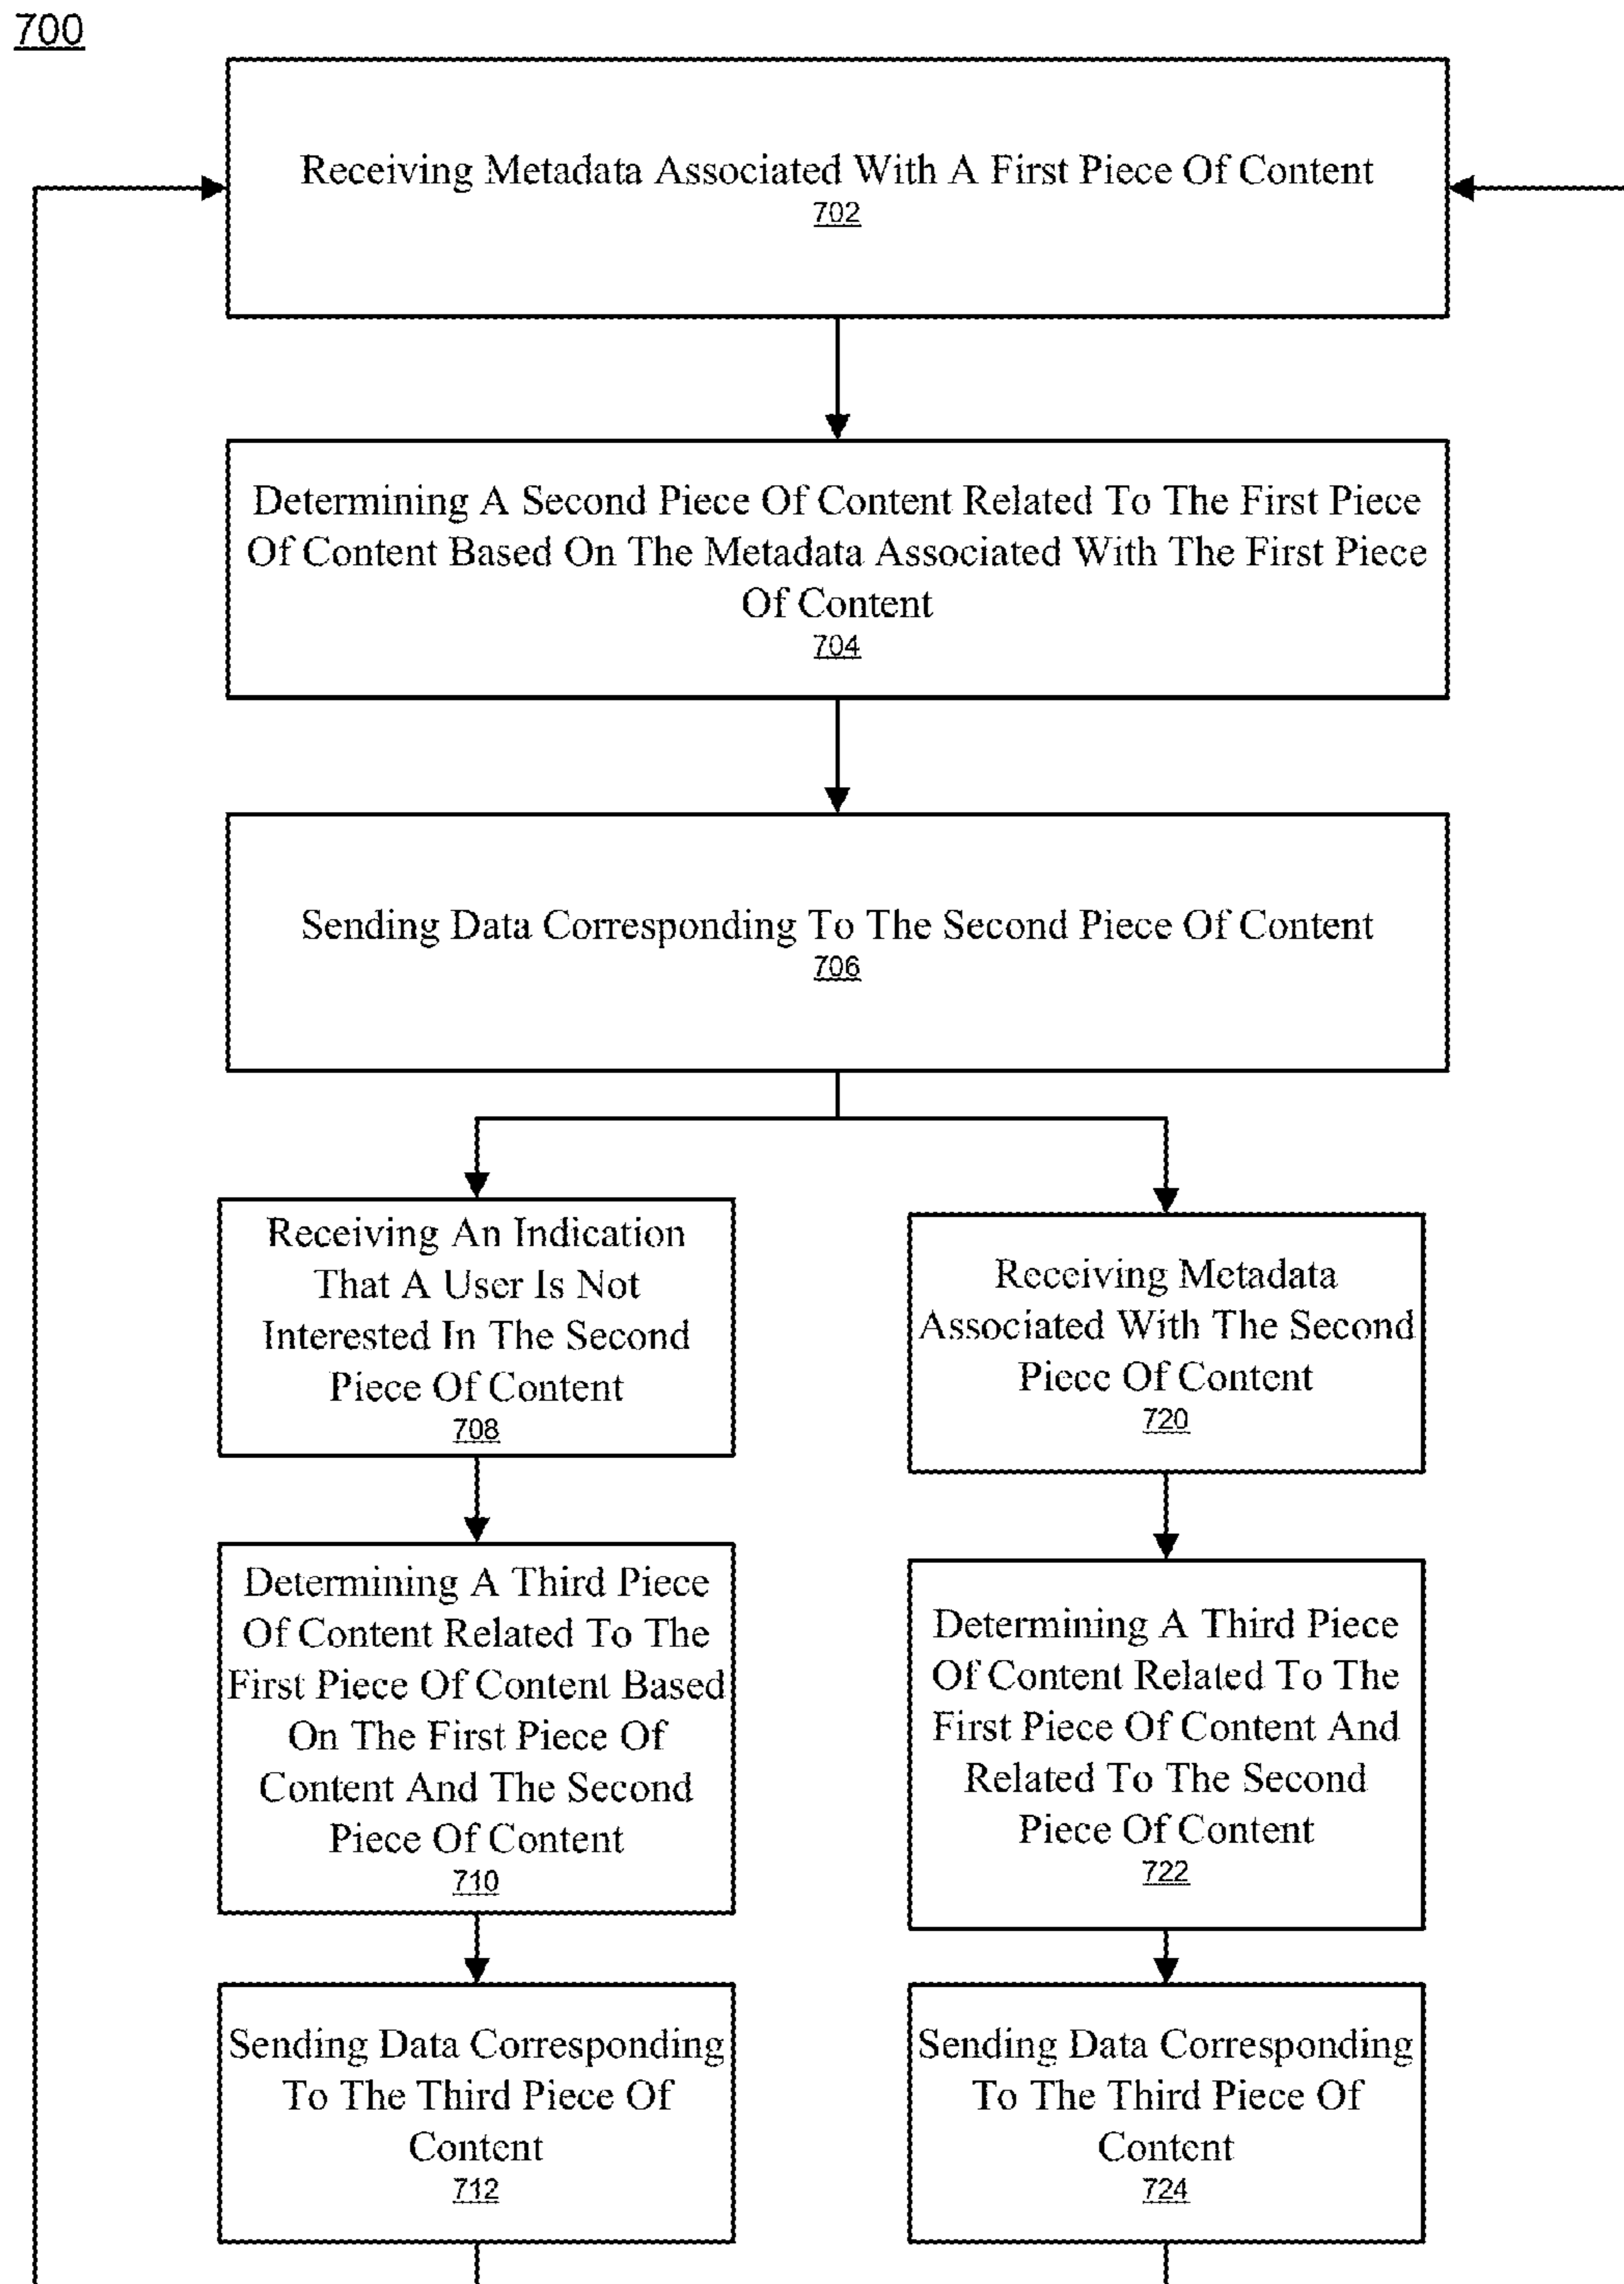 700
Receiving Metadata Associated With A First Piece Of Content
702
Determining A Second Piece Of Content Related To The First Piece
Of Content Based On The Metadata Associated With The First Piece
Of Content
704
Sending Data Corresponding To The Second Piece Of Content
706
Receiving An Indication
That A User Is Not
Interested In The Second
Piece Of Content
708
Determining A Third Piece
Of Content Related To The
First Piece Of Content Based
On The First Piece Of
Content And The Second
Piece Of Content
710
Sending Data Corresponding
To The Third Piece Of
Content
712
Receiving Metadata
Associated With The Second
Piece Of Content
720
Determining A Third Piece
Of Content Related To The
First Piece Of Content And
Related To The Second
Piece Of Content
722
Sending Data Corresponding
To The Third Piece Of
Content
724